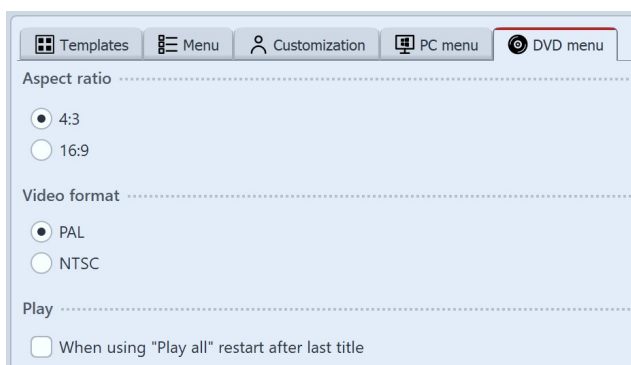 Templates Menu Customization PC menu DVD menu
Aspect ratio
4:3
16:9
Video format
PAL
NTSC
Play
When using "Play all" restart after last title